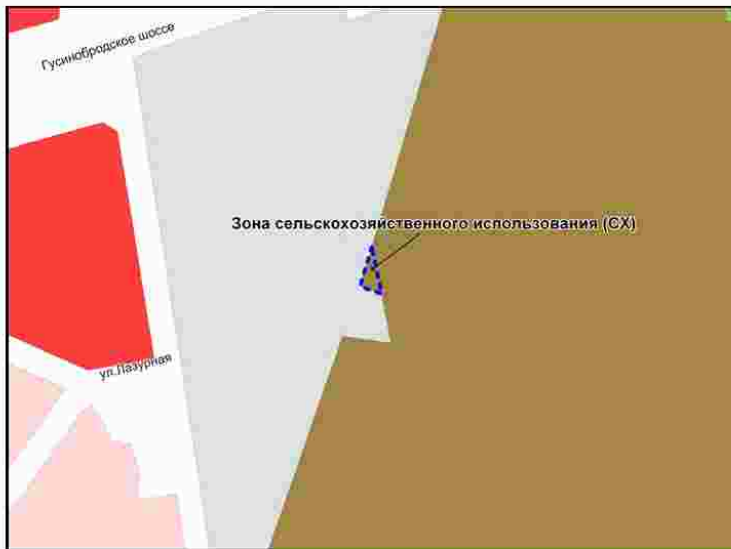 Гусинобродское шоссе
Зона сельскохозяйственного использования (СХ)
ул.Лазурная